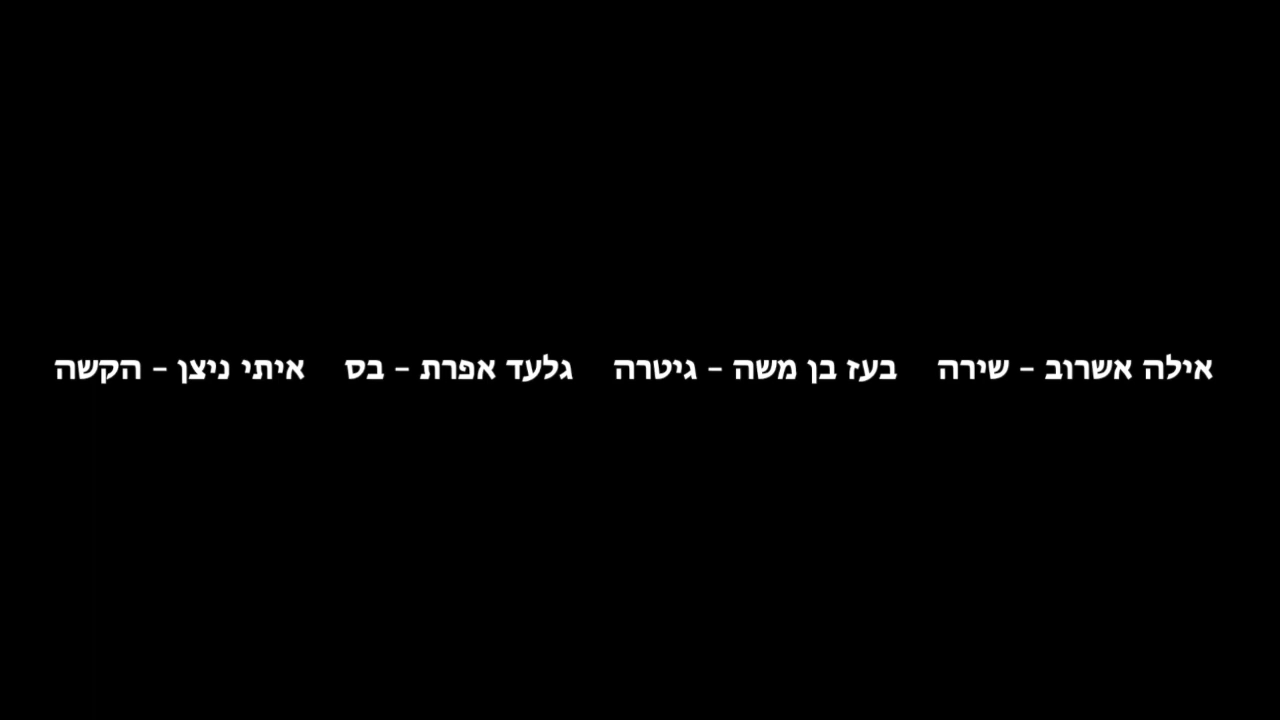 אילה אשרוב - שירה    בעז בן משה - גיטרה    גלעד אפרת - בס    איתי ניצן - הקשה